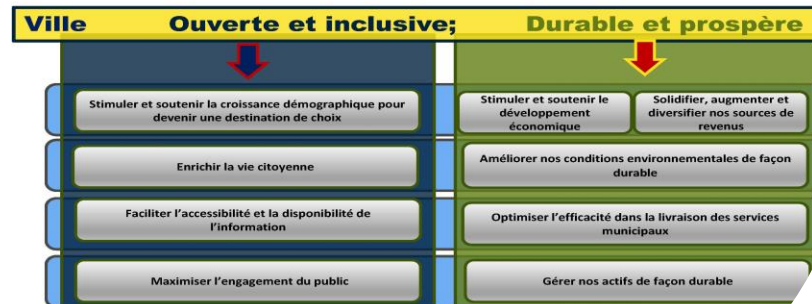 Ville Ouverte et inclusive; Durable et prospère
Stimuler et soutenir la croissance démographique pour
devenir une destination de choix
Stimuler et soutenir le
développement
économique
Solidifier, augmenter et
diversifier nos sources de
revenus
Enrichir la vie citoyenne
Améliorer nos conditions environnementales de façon
durable
Faciliter l'accessibilité et la disponibilité de
l'information
Optimiser l'efficacité dans la livraison des services
municipaux
Maximiser l'engagement du public
Gérer nos actifs de façon durable